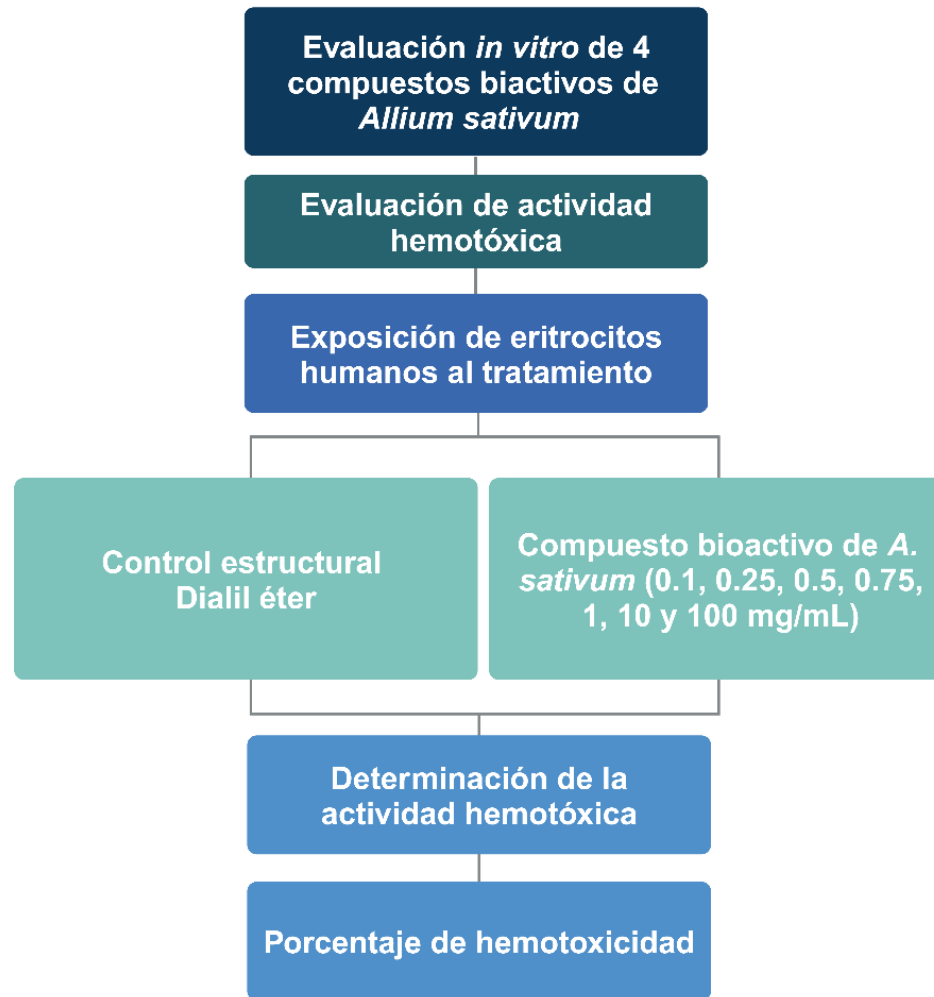 Evaluación in vitro de 4
compuestos biactivos de
Allium sativum
Evaluación de actividad
hemotóxica
Exposición de eritrocitos
humanos al tratamiento
Control estructural
Dialil éter
Compuesto bioactivo de A.
sativum (0.1, 0.25, 0.5, 0.75,
1, 10 y 100 mg/mL)
Determinación de la
actividad hemotóxica
Porcentaje de hemotoxicidad